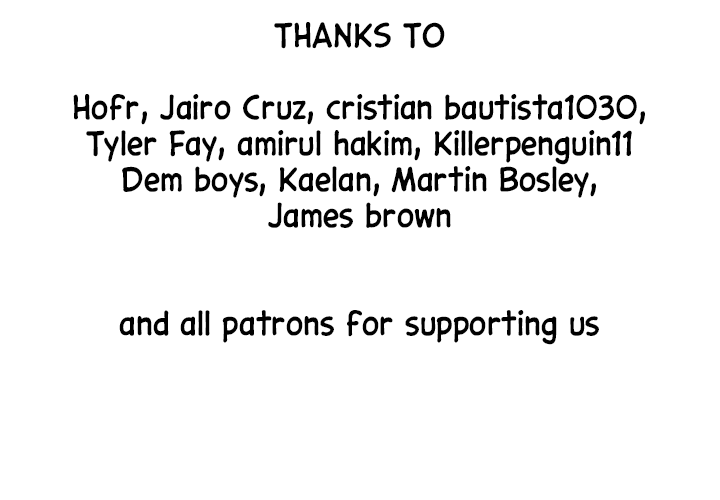 THANKS TO
Hofr, Jairo Cruz, cristian bautista1030,
Tyler Fay, amirul hakim, Killerpenguin11
Dem boys, Kaelan, Martin Bosley,
James brown
and all patrons for supporting us